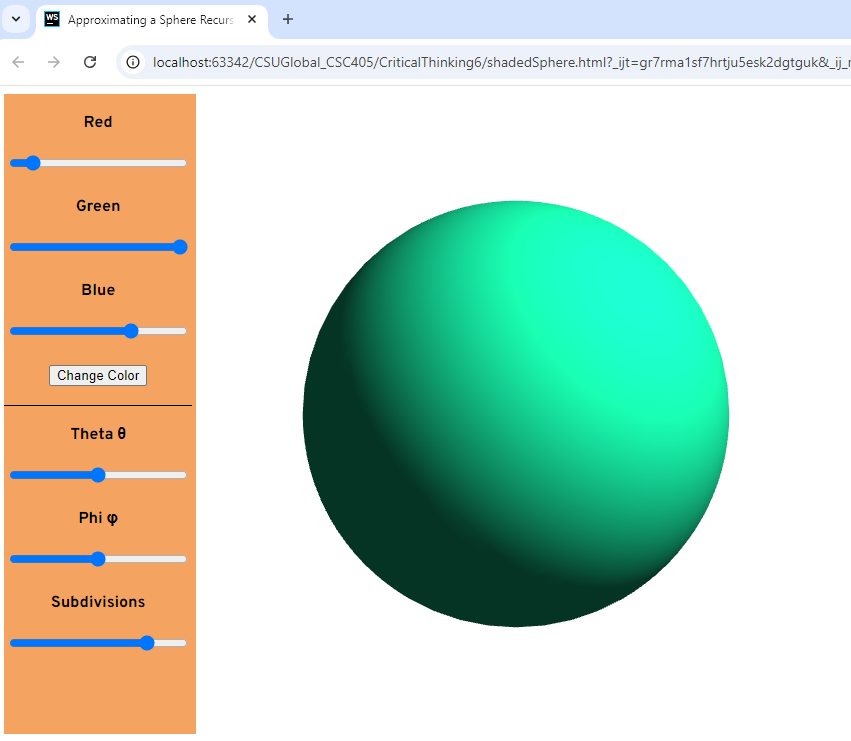 WS
Approximating a Sphere Recurs
localhost:63342/CSUGlobal_CSC405/CriticalThinking6/shadedSphere.html?_ijt=gr7rma1sf7hrtju5esk2dgtguk&_ij_r
Red
Green
Blue
Change Color
Theta θ
Phi φ
Subdivisions